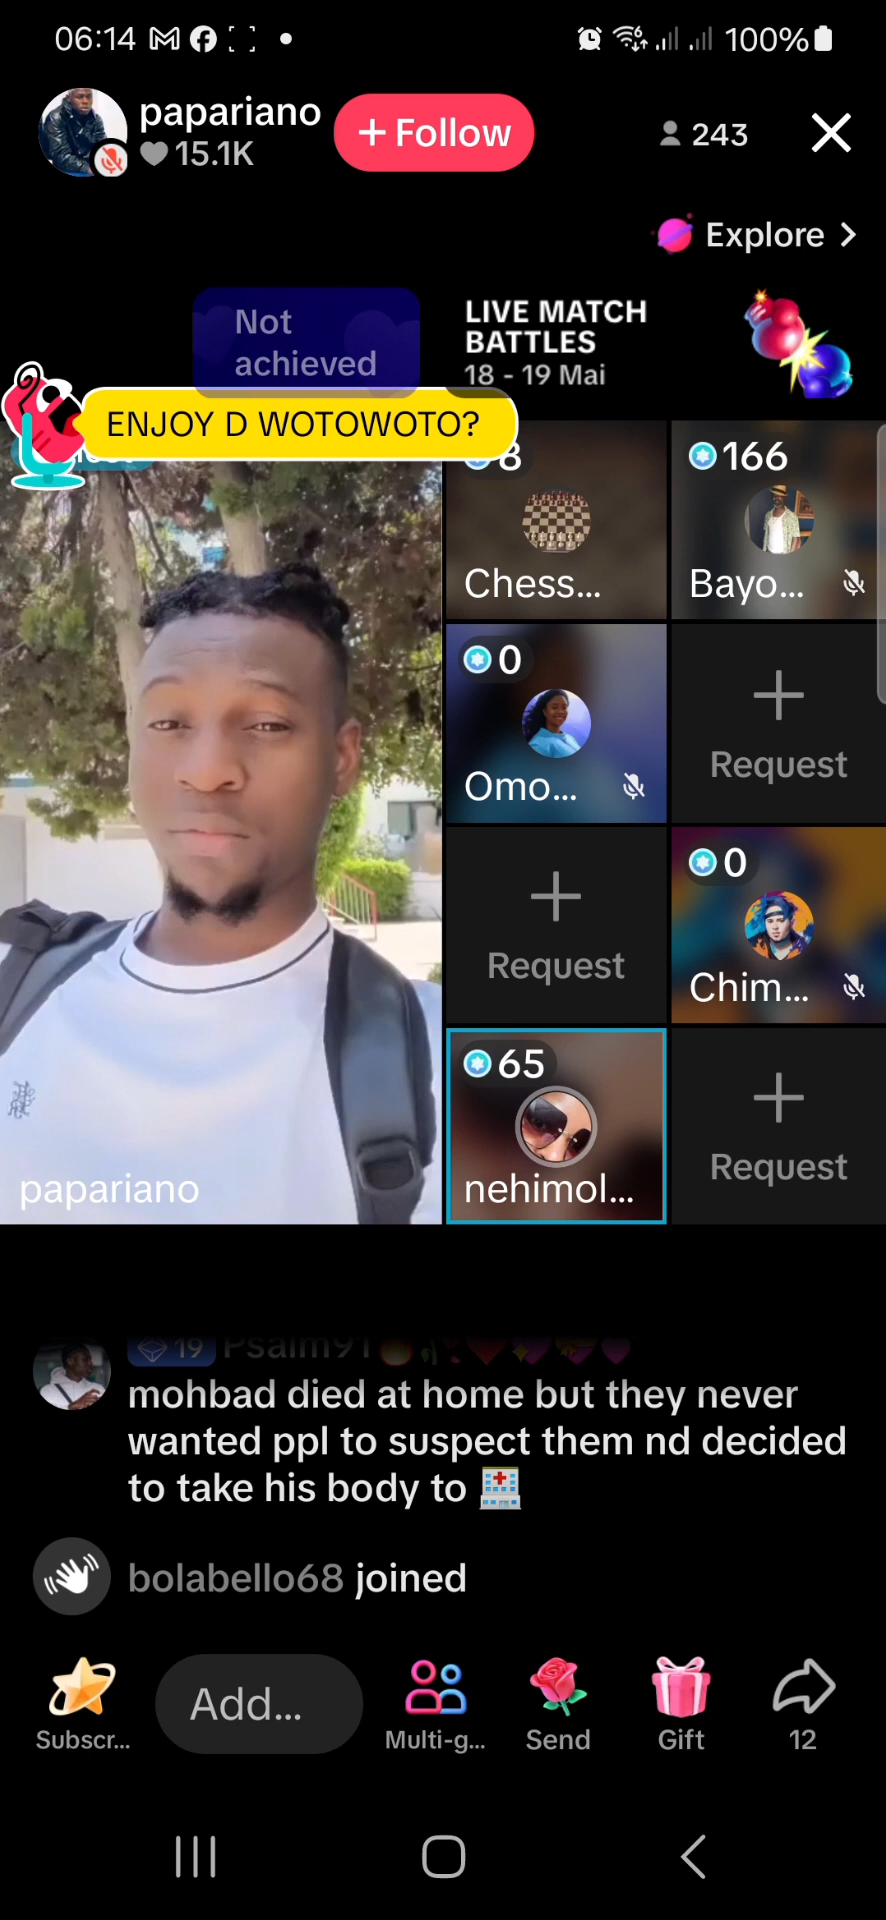 06:14
100%
papariano
15.1K
+ Follow
243
Explore
Not
achieved
LIVE MATCH
BATTLES
18 - 19 Mai
ENJOY D WOTOWOTO?
8
Chess...
166
Bayo...
0
Omo...
Request
Request
0
Chim...
65
nehimol...
Request
papariano
19 Psalm91
mohbad died at home but they never
wanted ppl to suspect them nd decided
to take his body to 🏥
bolabello68 joined
Subscr...
Add...
Multi-g...
Send
Gift
12